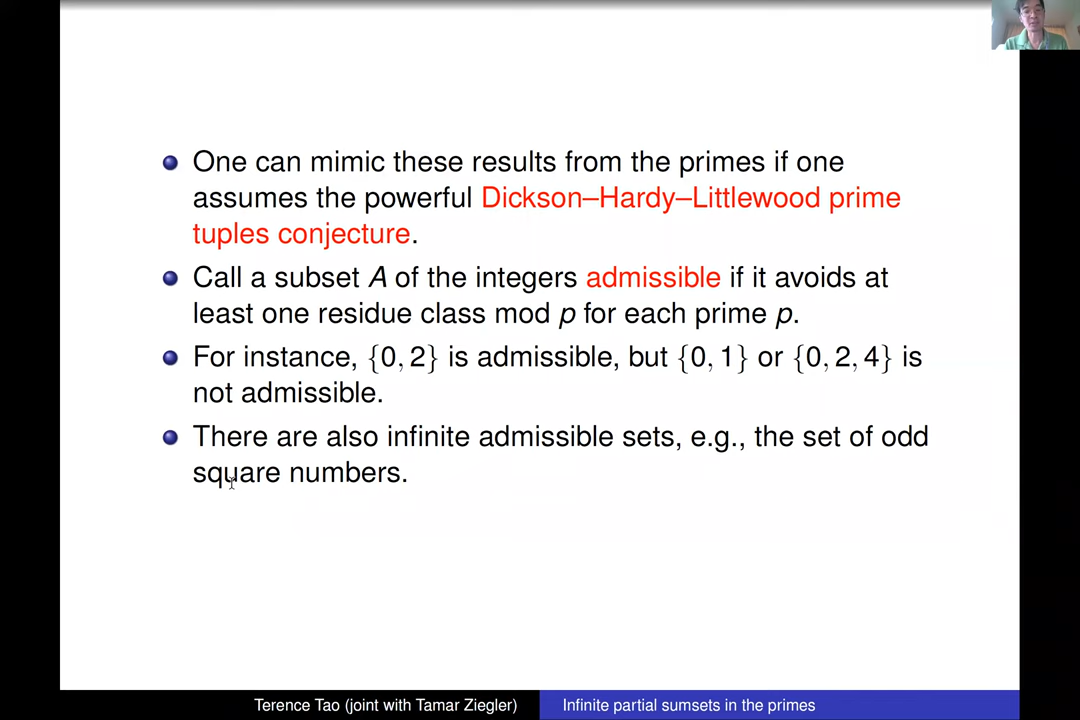 One can mimic these results from the primes if one
assumes the powerful Dickson–Hardy–Littlewood prime
tuples conjecture.
Call a subset A of the integers admissible if it avoids at
least one residue class mod p for each prime p.
For instance, {0, 2} is admissible, but {0, 1} or {0, 2, 4} is
not admissible.
There are also infinite admissible sets, e.g., the set of odd
square numbers.
Terence Tao (joint with Tamar Ziegler)
Infinite partial sumsets in the primes